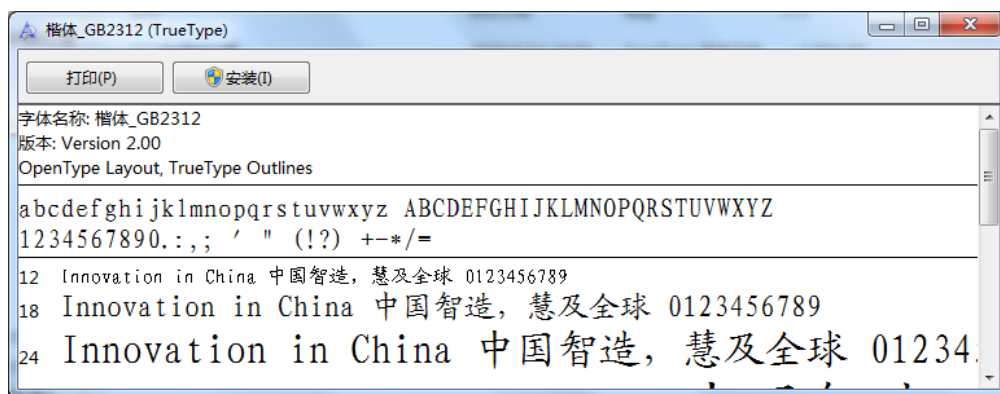 楷体_GB2312 (TrueType)
打印(P) 安装(I)
字体名称: 楷体_GB2312
版本: Version 2.00
OpenType Layout, TrueType Outlines
abcdefghijklmnopqrstuvwxyz ABCDEFGHIJKLMNOPQRSTUVWXYZ
1234567890.:,; ′ " (!?) +-*/=
12 Innovation in China 中国智造，慧及全球 0123456789
18 Innovation in China 中国智造，慧及全球 0123456789
24 Innovation in China 中国智造，慧及全球 01234